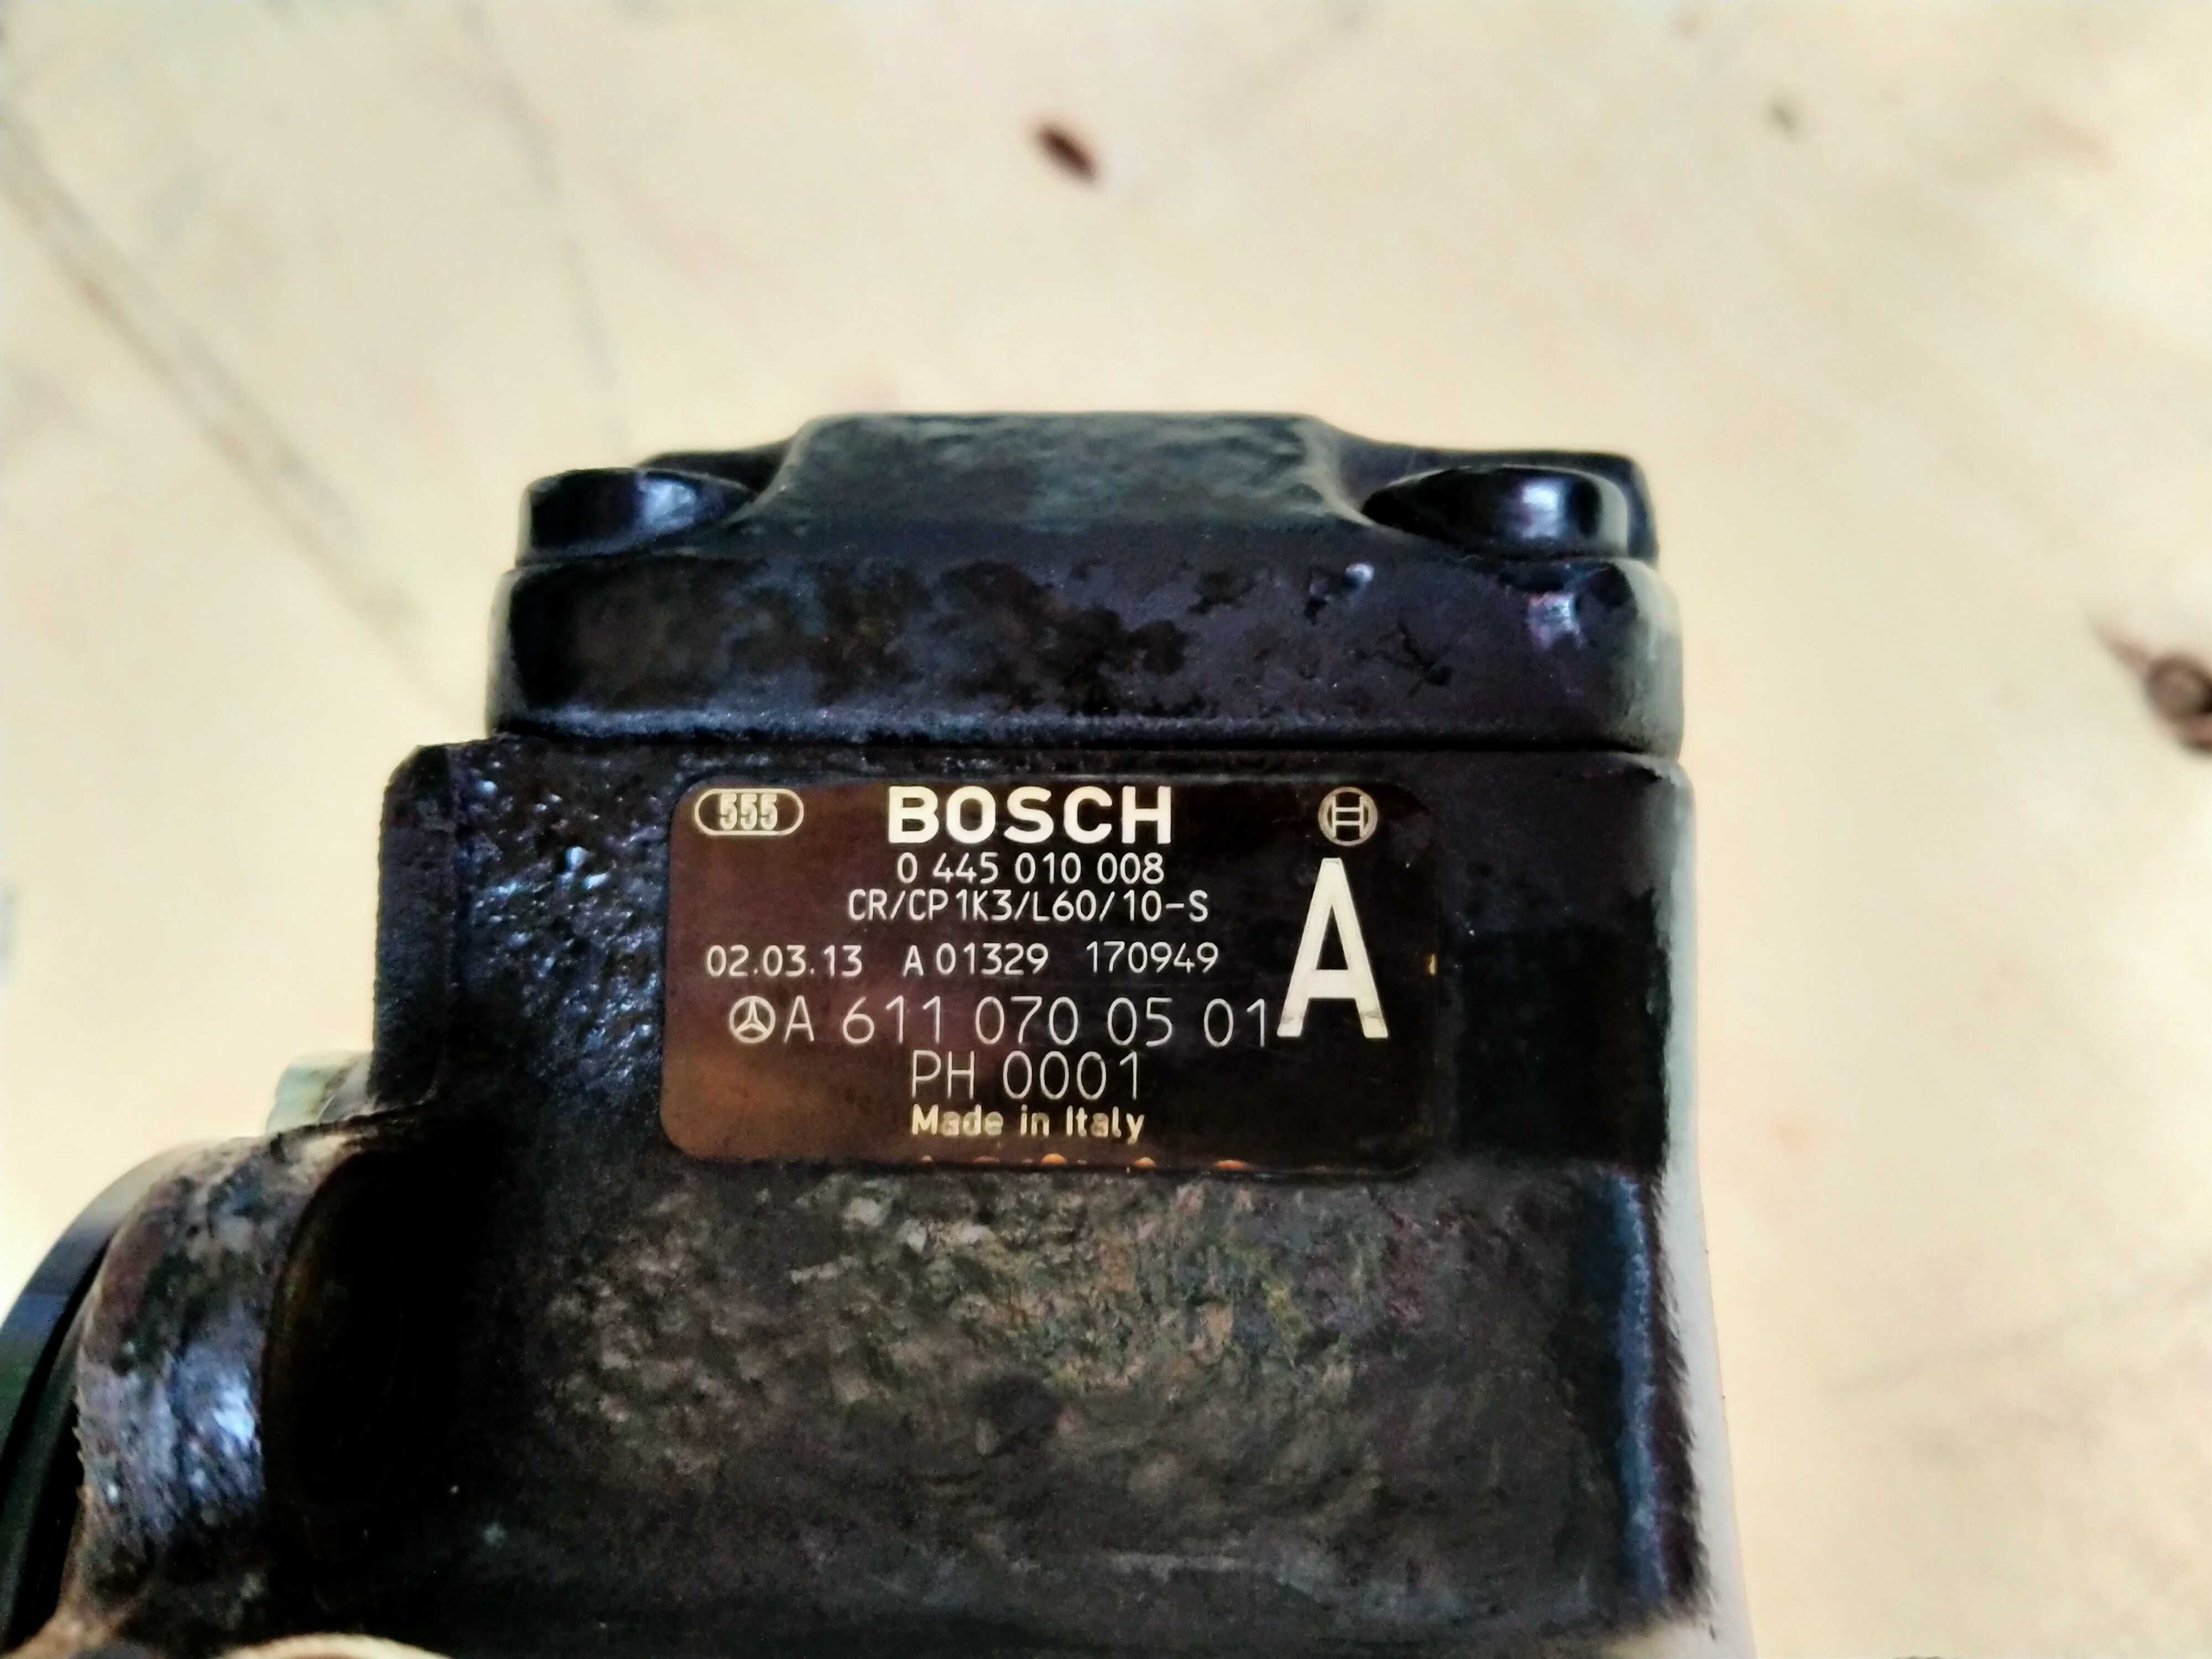 555 BOSCH
0 445 010 008
CR/CP1K3/L60/10-S
A
02.03.13 A01329 170949
A 611 070 05 01
PH 0001
Made in Italy